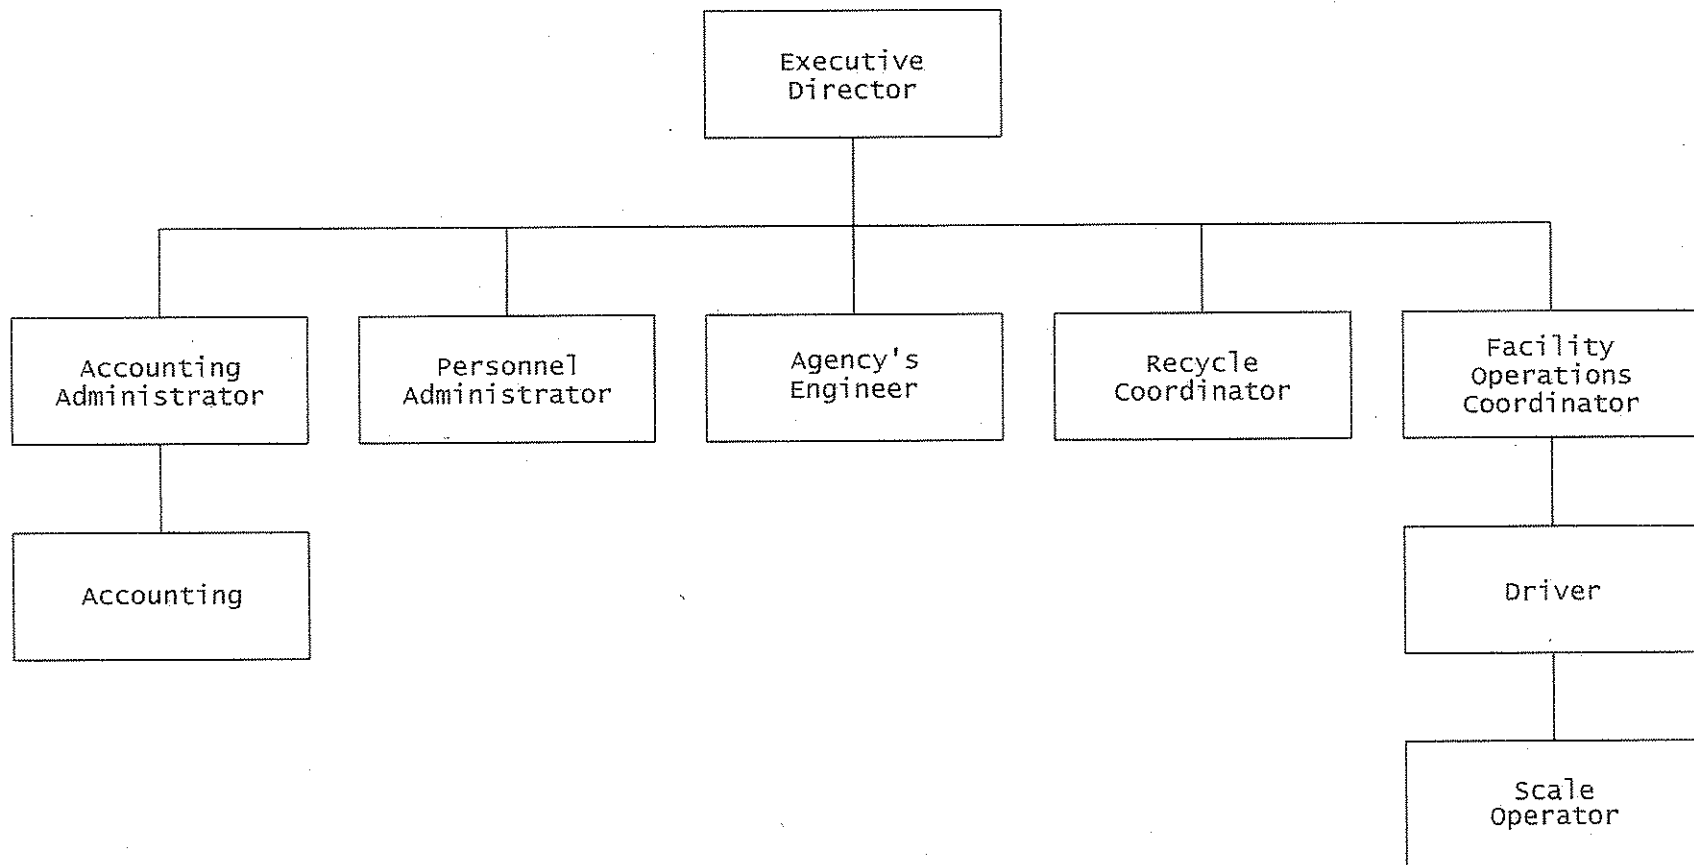 Executive
Director
Accounting
Administrator
Personnel
Administrator
Agency's
Engineer
Recycle
Coordinator
Facility
Operations
Coordinator
Accounting
Driver
Scale
Operator